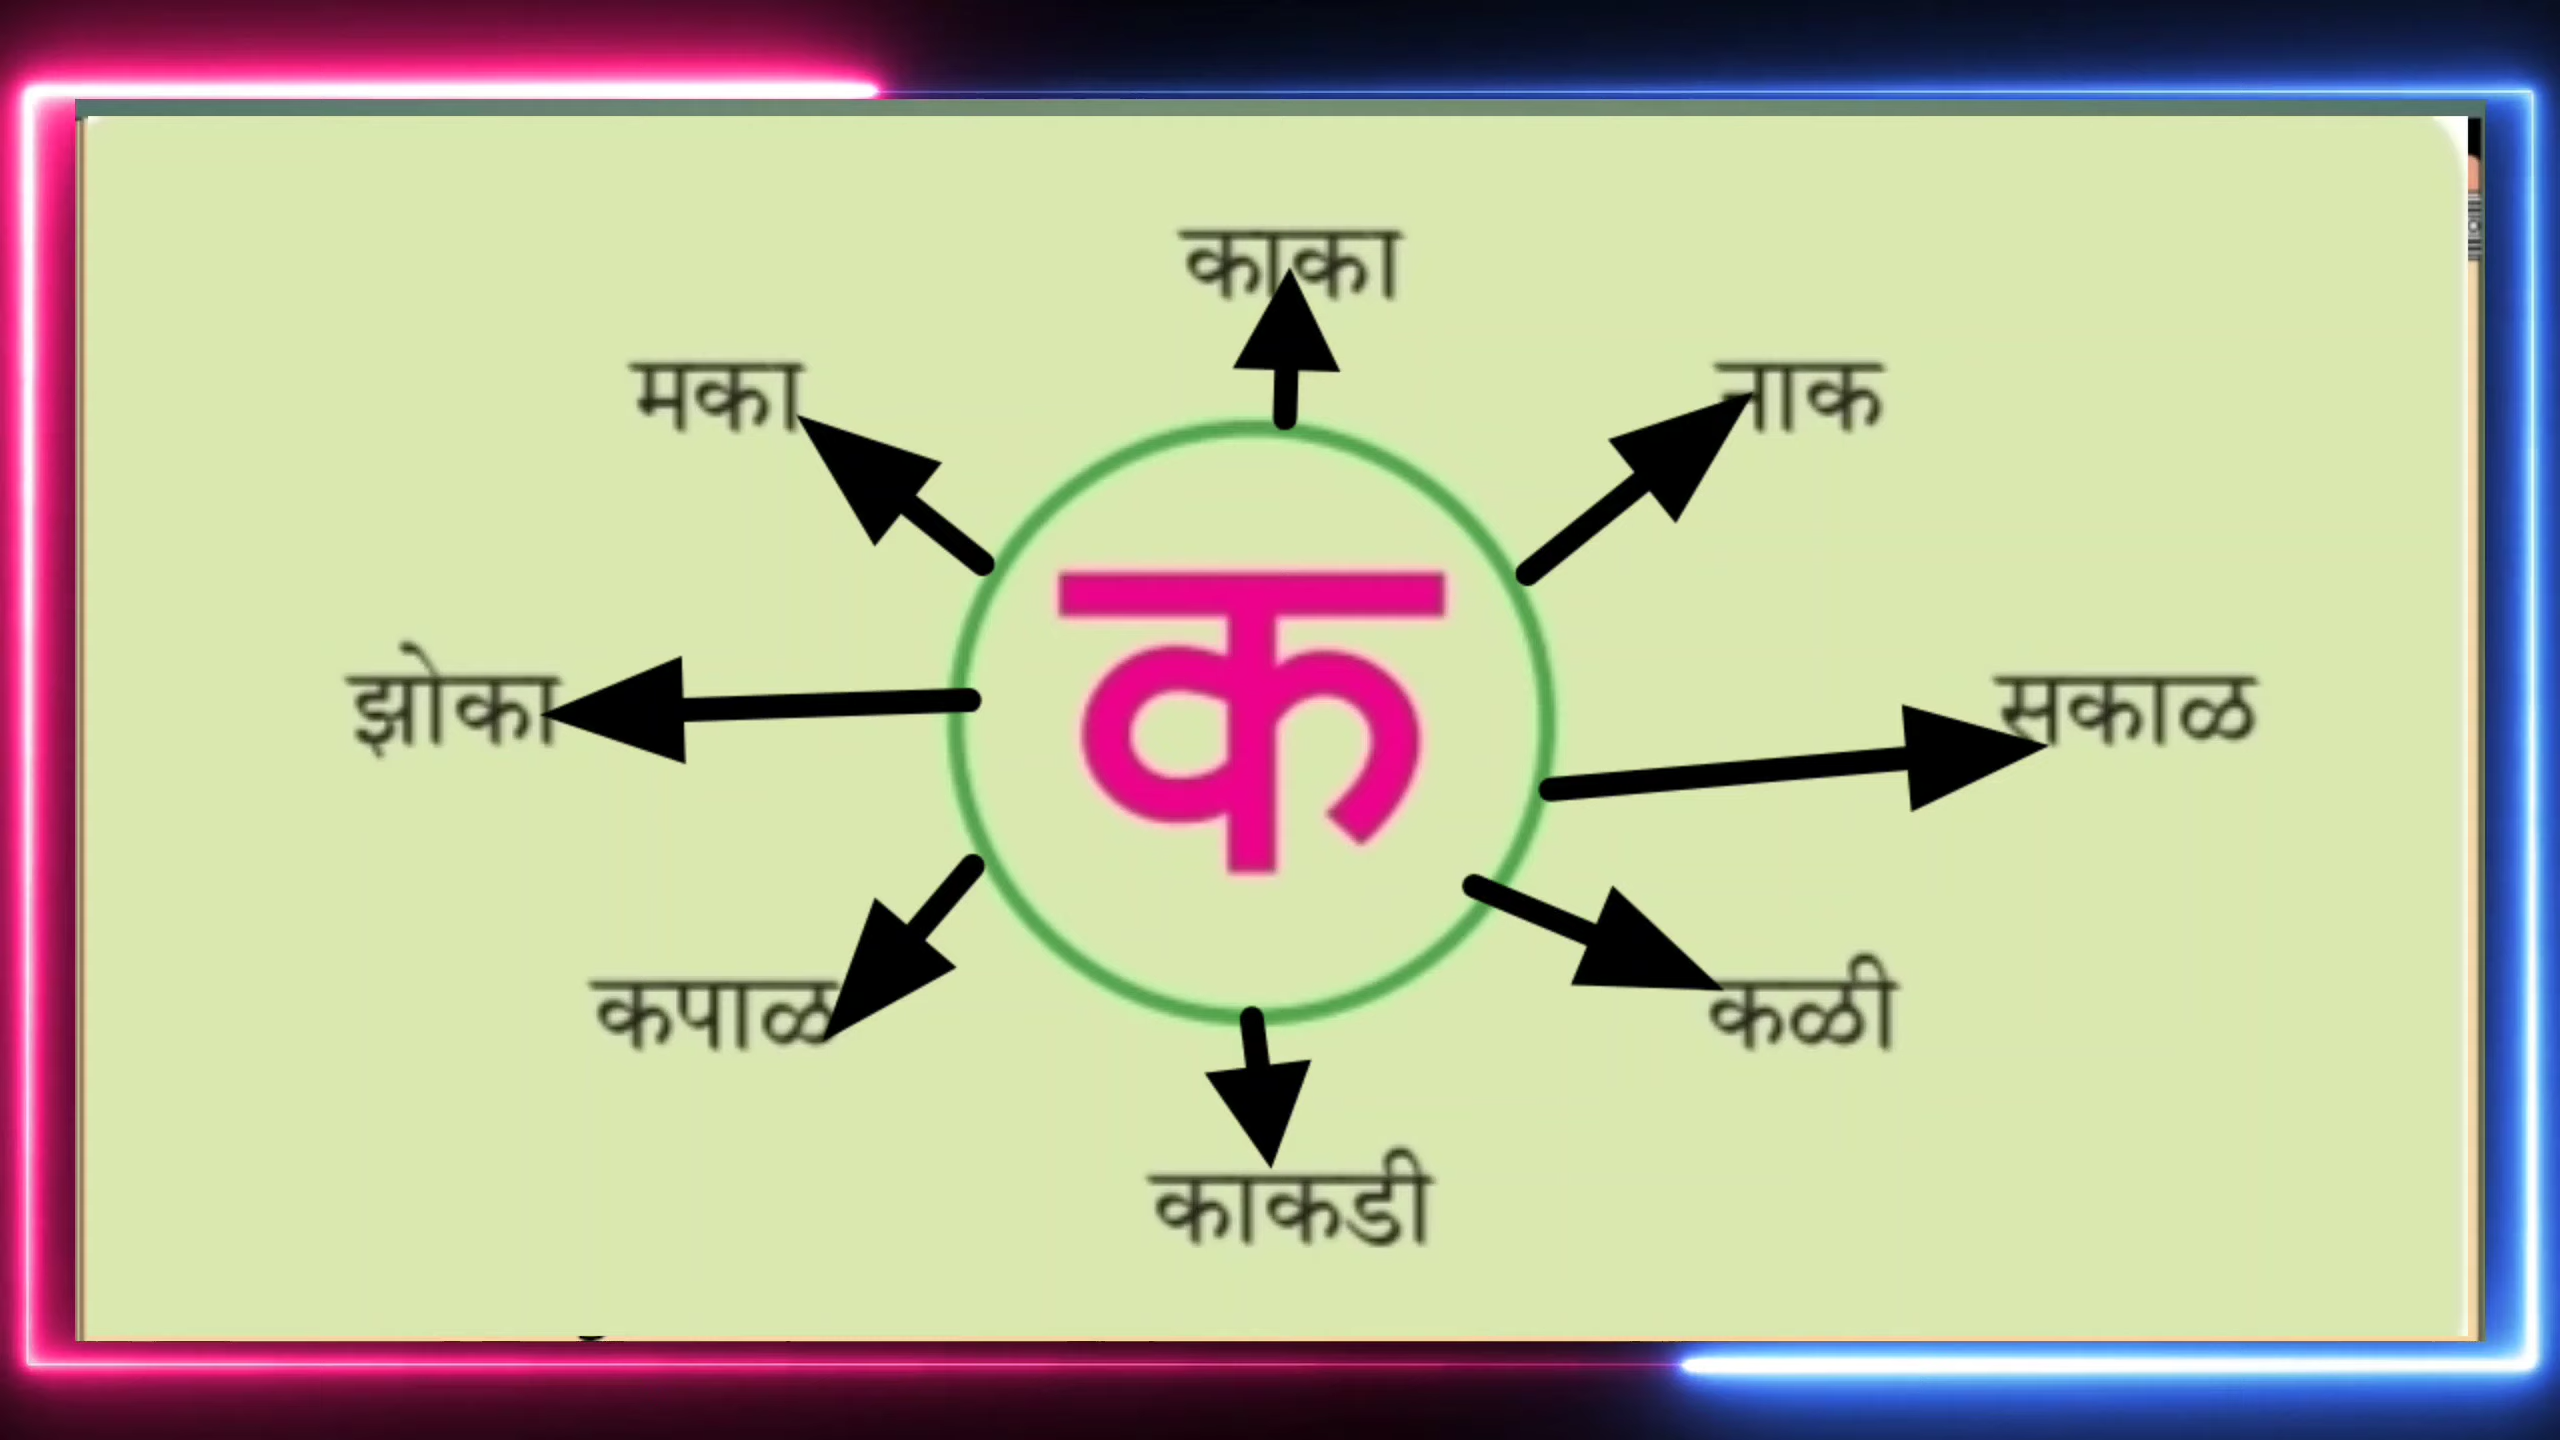 काका
मका
नाक
झोका
क
सकाळ
कपाळ
कळी
काकडी